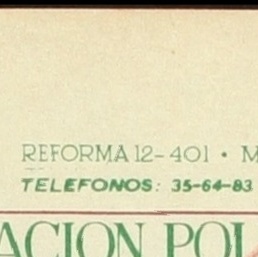 REFORMA 12-401 • M
TELEFONOS: 35-64-83
ACION POL